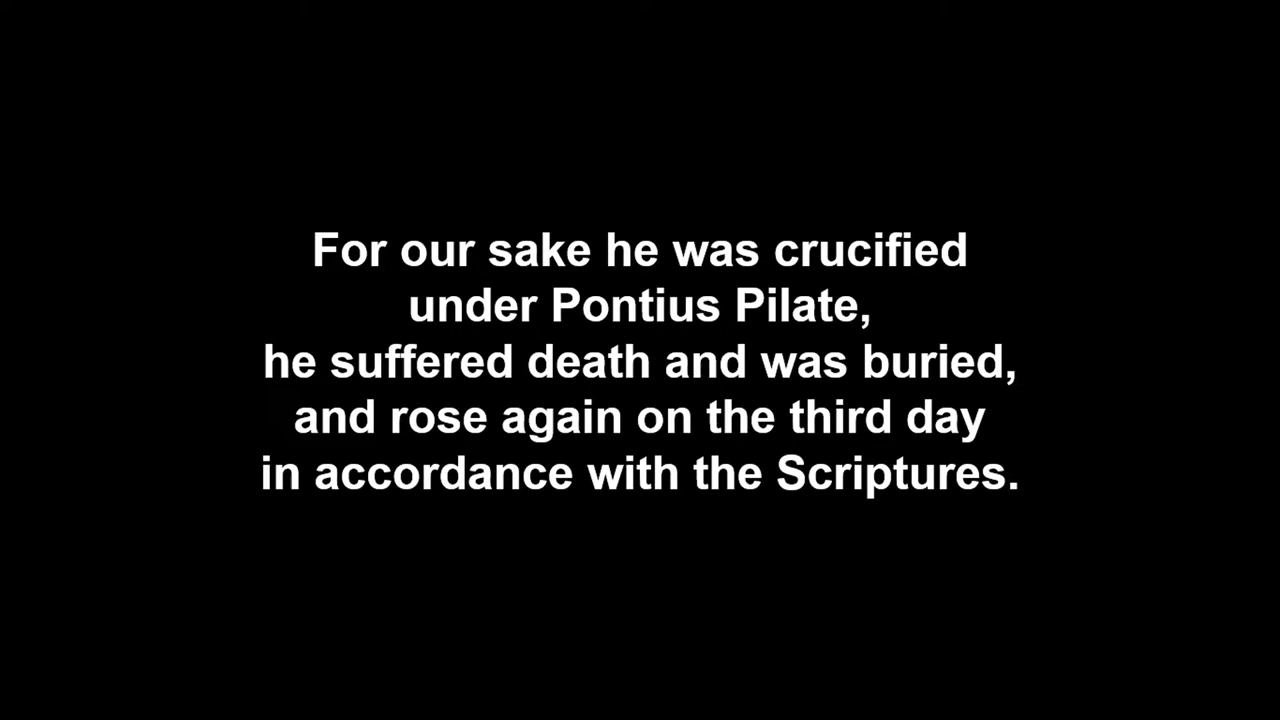 For our sake he was crucified
under Pontius Pilate,
he suffered death and was buried,
and rose again on the third day
in accordance with the Scriptures.